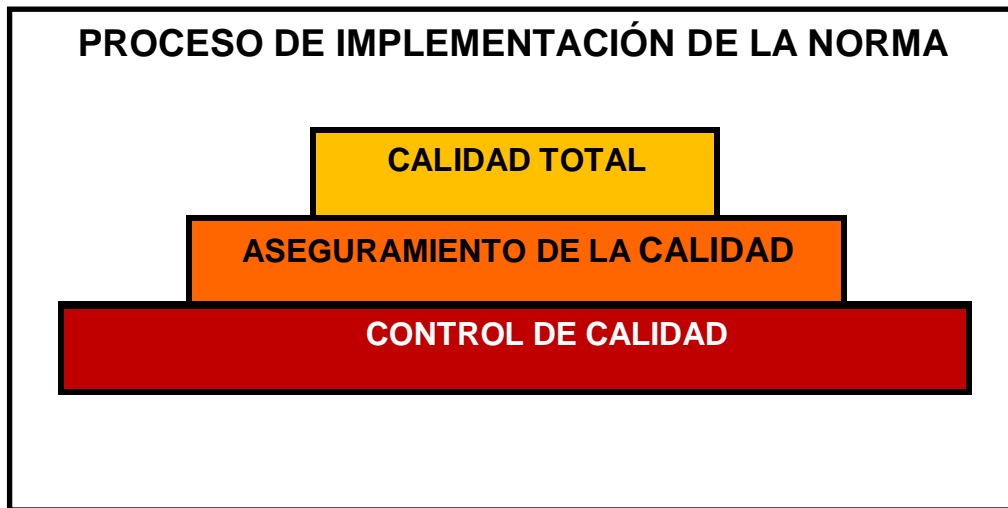 PROCESO DE IMPLEMENTACIÓN DE LA NORMA
CALIDAD TOTAL
ASEGURAMIENTO DE LA CALIDAD
CONTROL DE CALIDAD